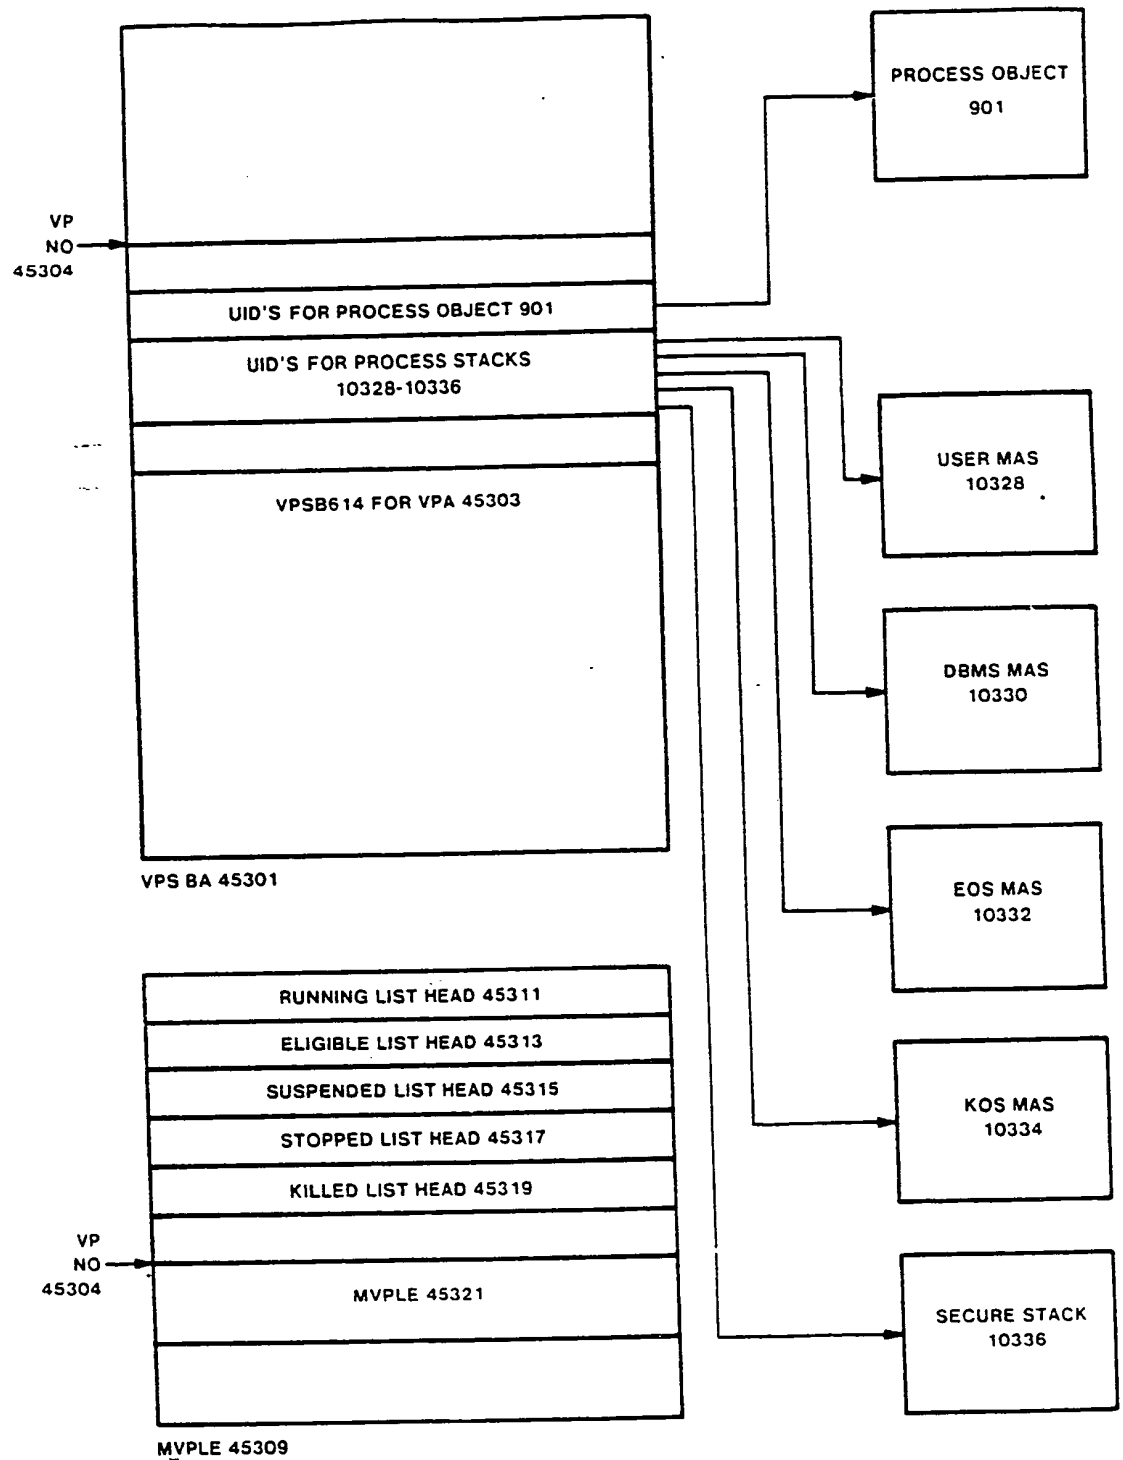 PROCESS OBJECT
901
VP
NO
45304
UID'S FOR PROCESS OBJECT 901
UID'S FOR PROCESS STACKS
10328-10336
VPSB614 FOR VPA 45303
USER MAS
10328
DBMS MAS
10330
EOS MAS
10332
KOS MAS
10334
SECURE STACK
10336
VPS BA 45301
RUNNING LIST HEAD 45311
ELIGIBLE LIST HEAD 45313
SUSPENDED LIST HEAD 45315
STOPPED LIST HEAD 45317
KILLED LIST HEAD 45319
VP
NO
45304
MVPLE 45321
MVPLE 45309